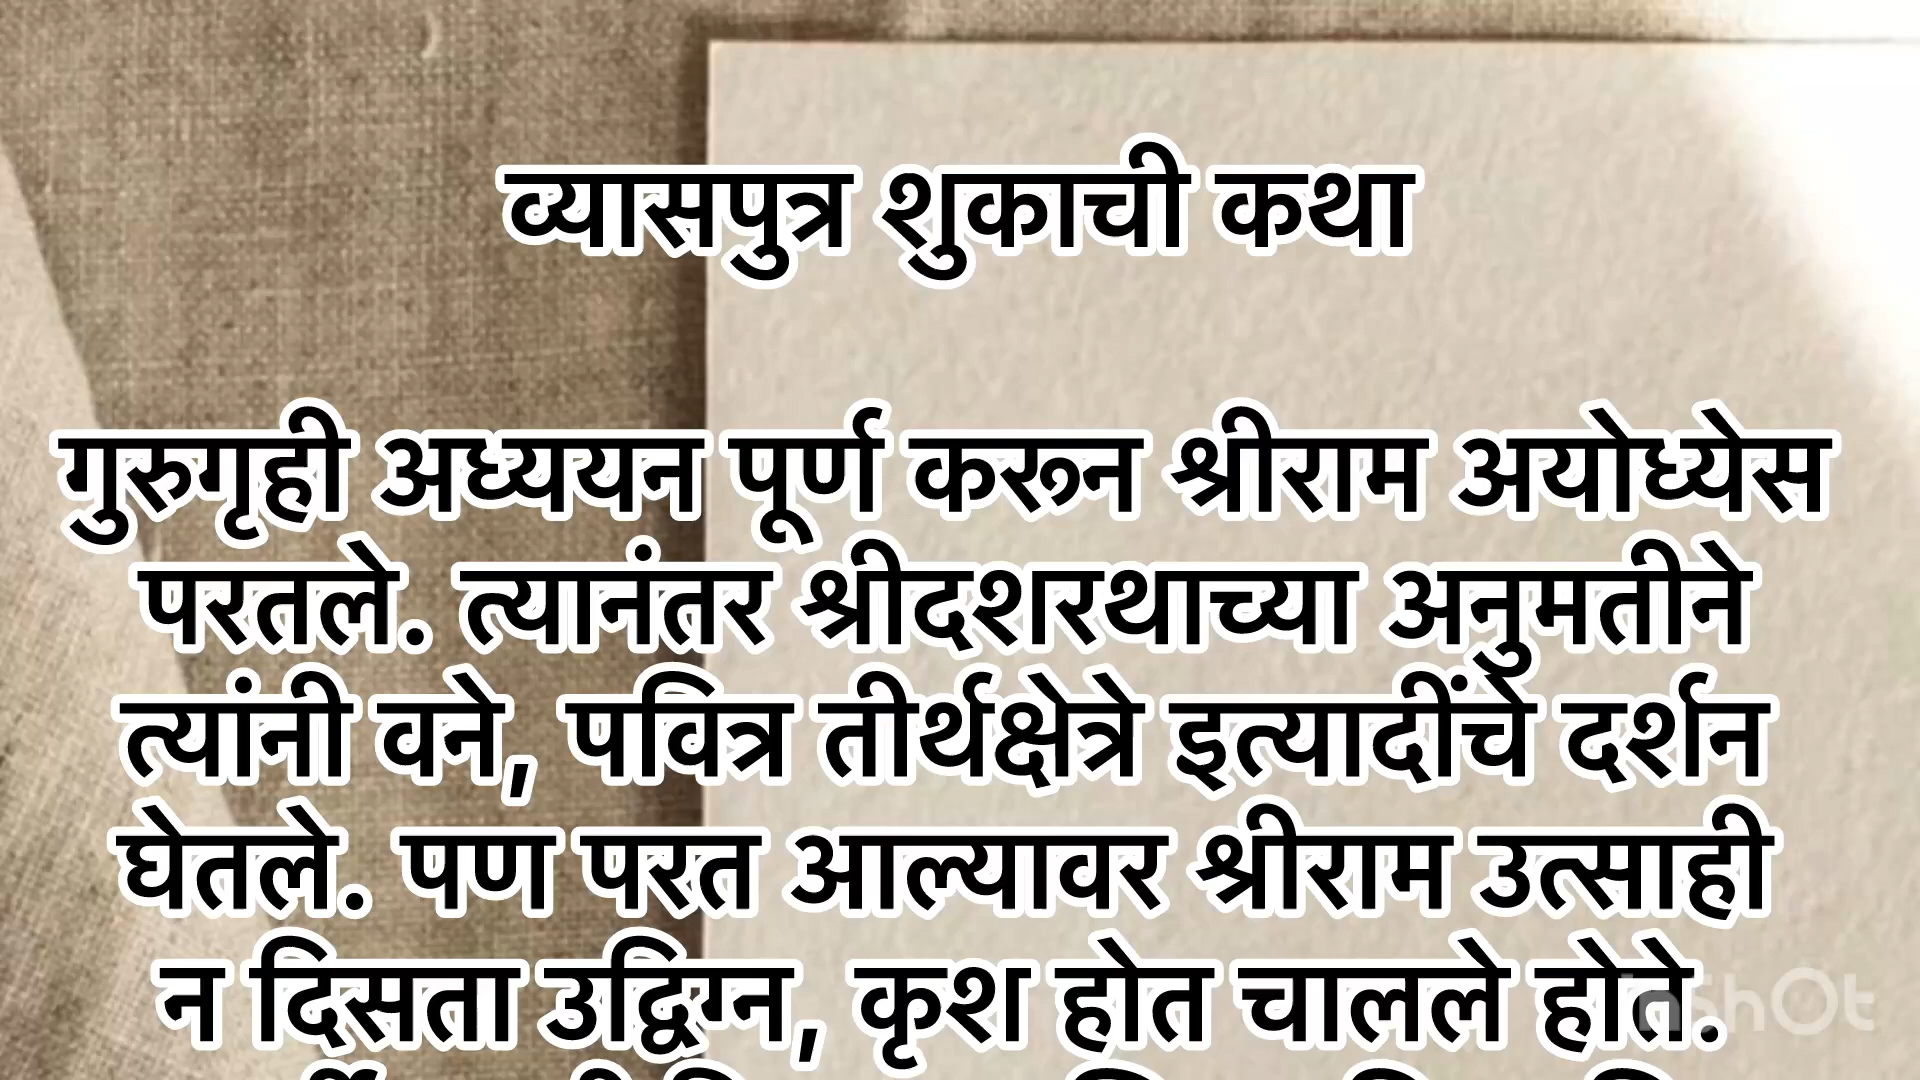 व्यासपुत्र शुकाची कथा
गुरुगृही अध्ययन पूर्ण करून श्रीराम अयोध्येस
परतले. त्यानंतर श्रीदशरथाच्या अनुमतीने
त्यांनी वने, पवित्र तीर्थक्षेत्रे इत्यादींचे दर्शन
घेतले. पण परत आल्यावर श्रीराम उत्साही
न दिसता उद्विग्न, कृश होत चालले होते.
InShOt